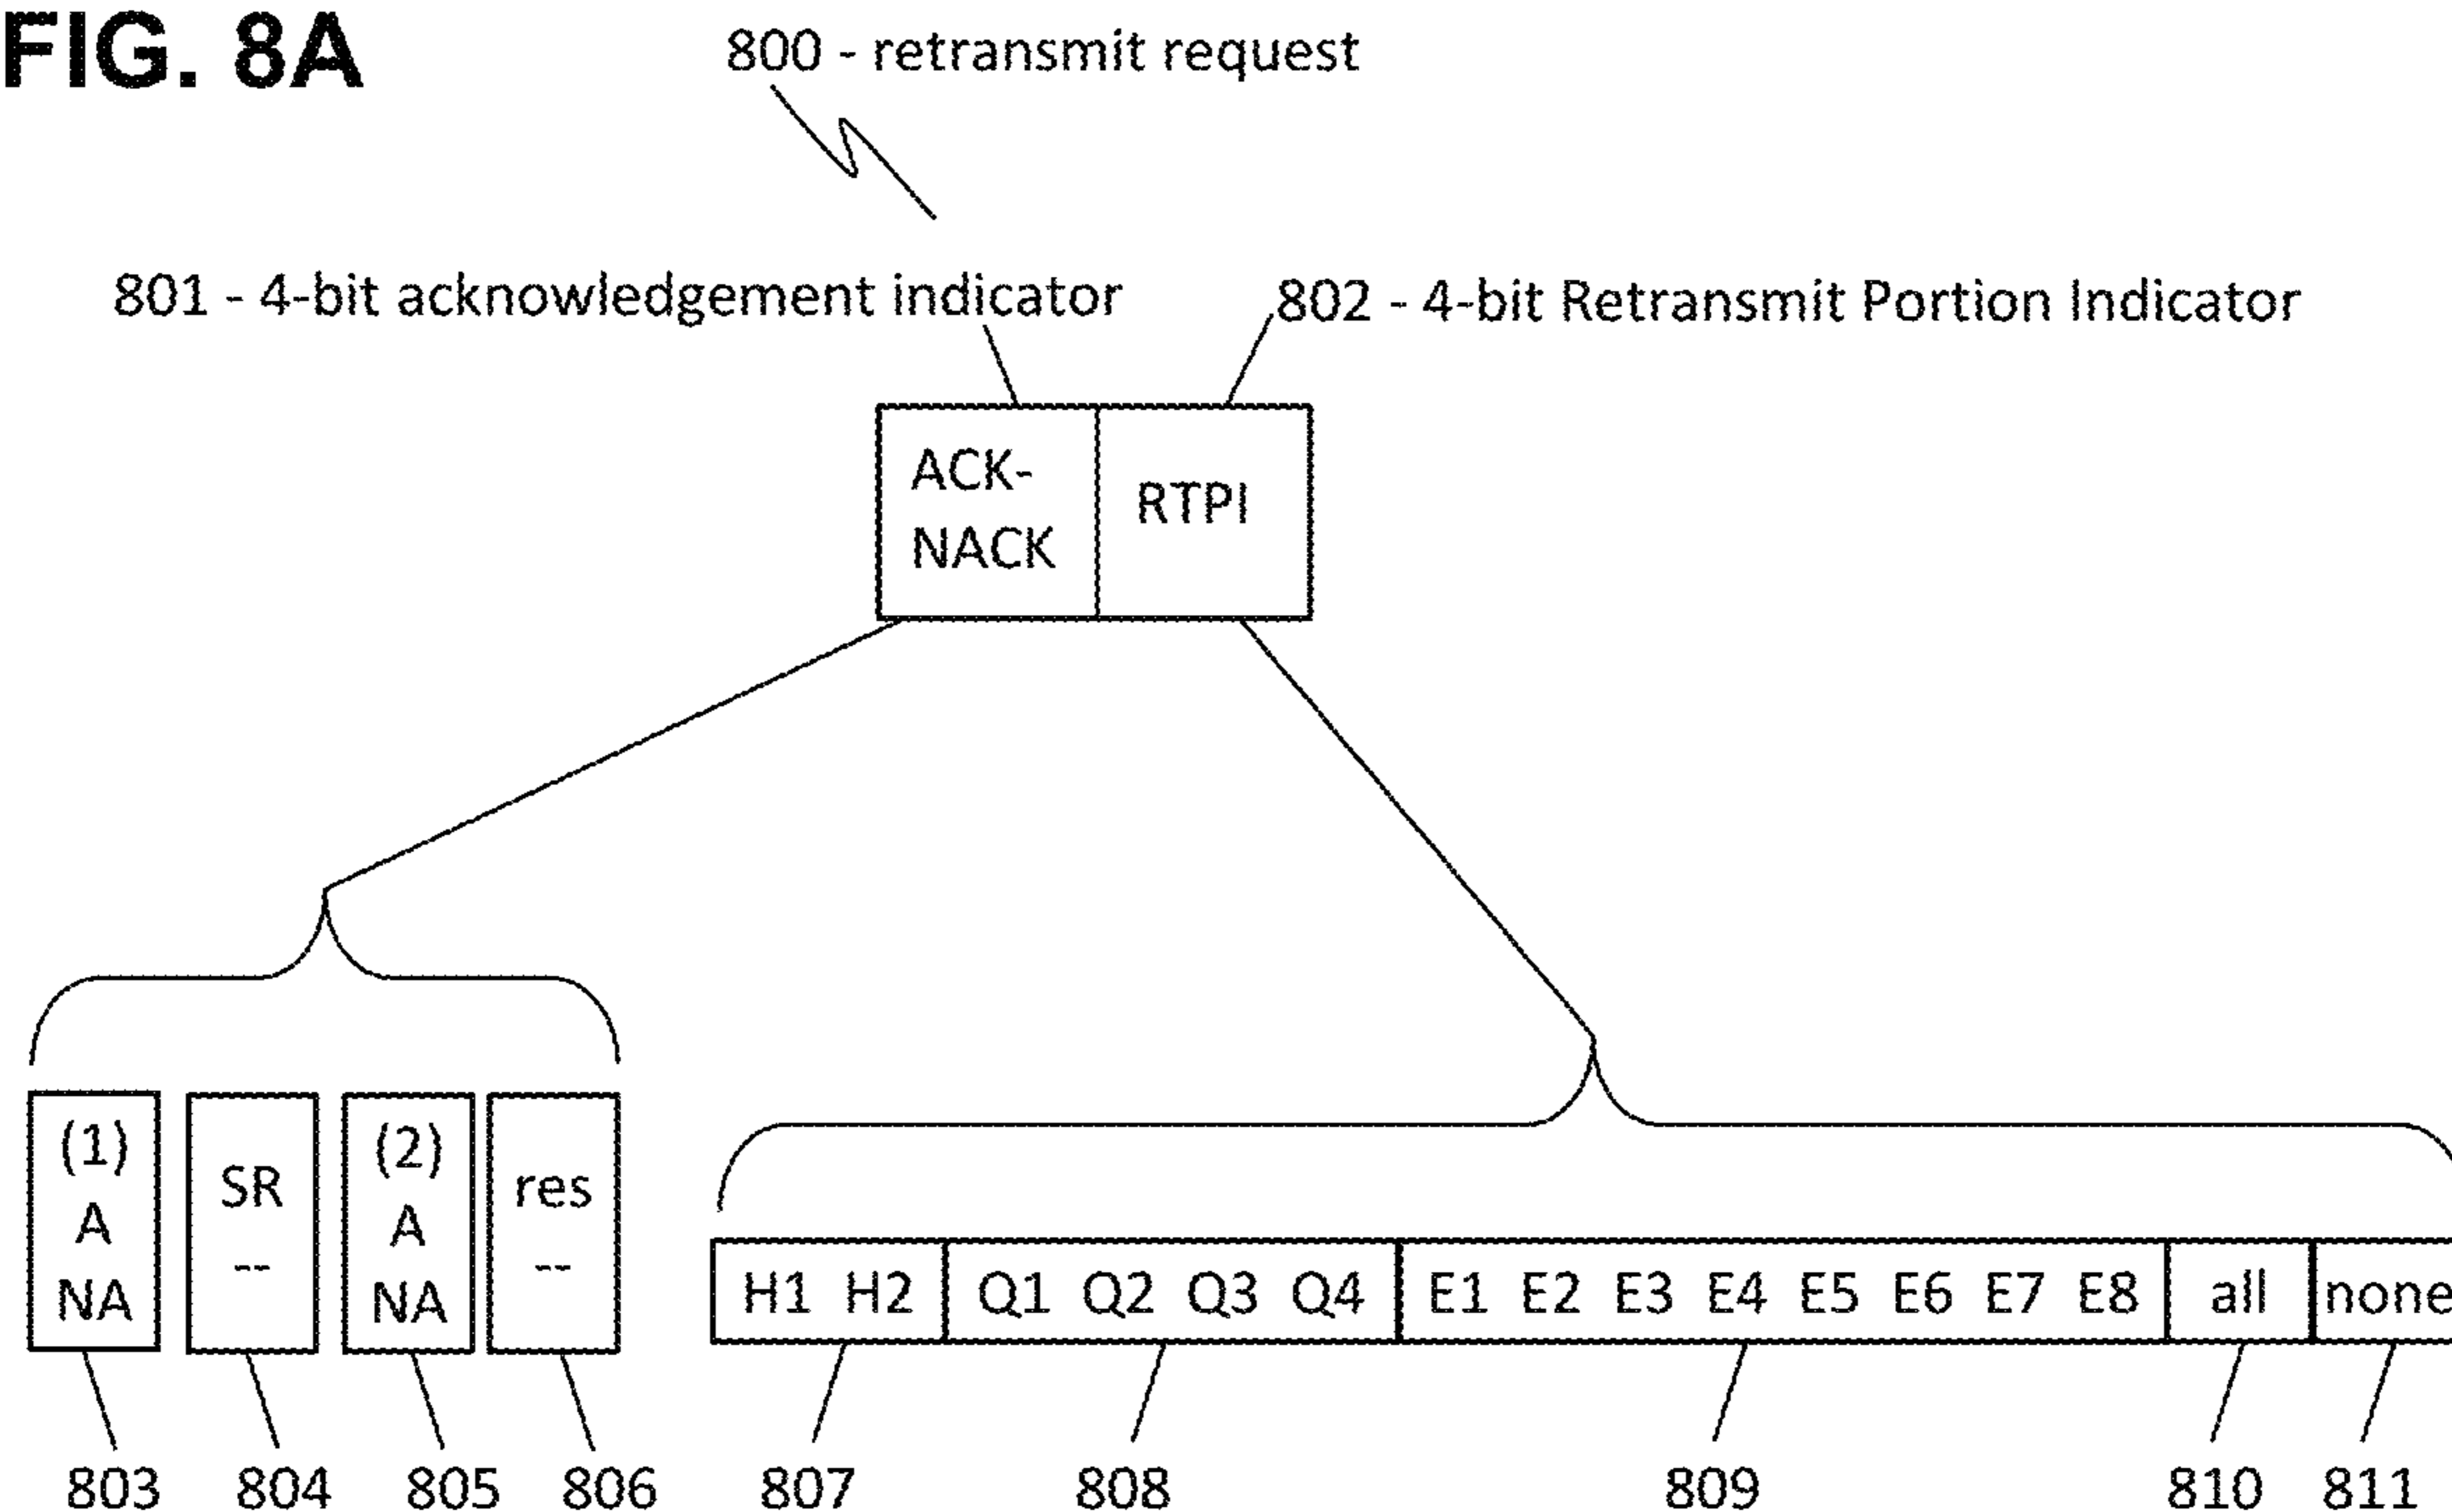 FIG. 8A
800 - retransmit request
801 - 4-bit acknowledgement indicator
802 - 4-bit Retransmit Portion Indicator
ACK-
NACK
RTPI
(1)
A
NA
SR
--
(2)
A
NA
res
--
H1 H2 Q1 Q2 Q3 Q4 E1 E2 E3 E4 E5 E6 E7 E8 all none
803 804 805 806 807 808 809 810 811